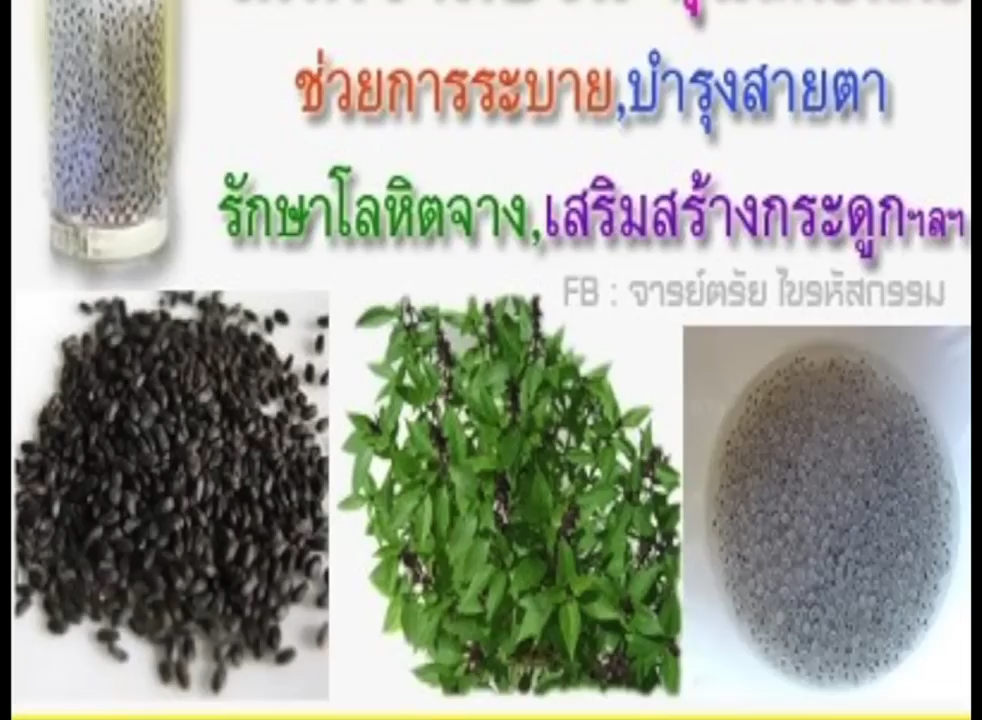 ช่วยการระบาย,บำรุงสายตา
รักษาโลหิตจาง,เสริมสร้างกระดูกฯลฯ
FB : จารย์ตรัย ไขรหัสกรรม